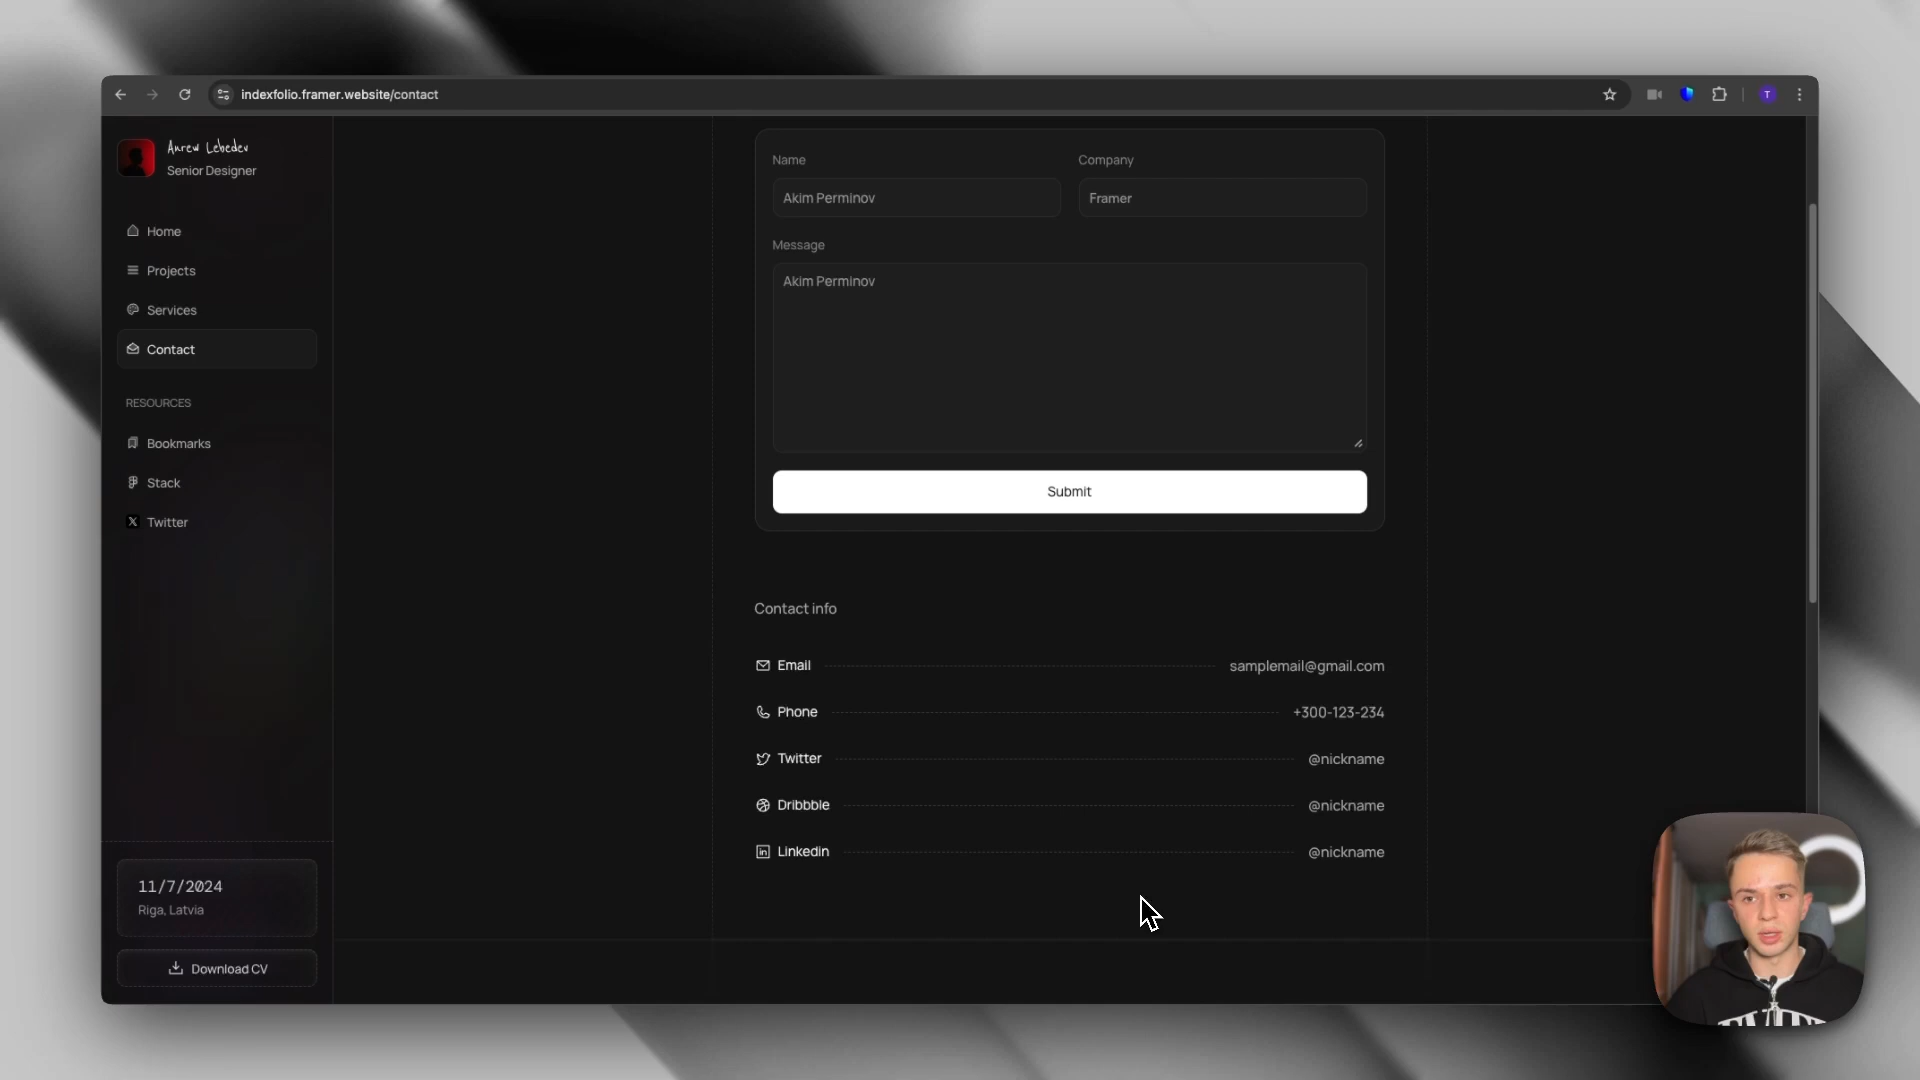 indexfolio.framer.website/contact
T
Anrew Lebedev
Senior Designer
Home
Projects
Services
Contact
RESOURCES
Bookmarks
Stack
Twitter
11/7/2024
Riga, Latvia
Download CV
Name
Company
Akim Perminov
Framer
Message
Akim Perminov
Submit
Contact info
Email samplemail@gmail.com
Phone +300-123-234
Twitter @nickname
Dribbble @nickname
Linkedin @nickname